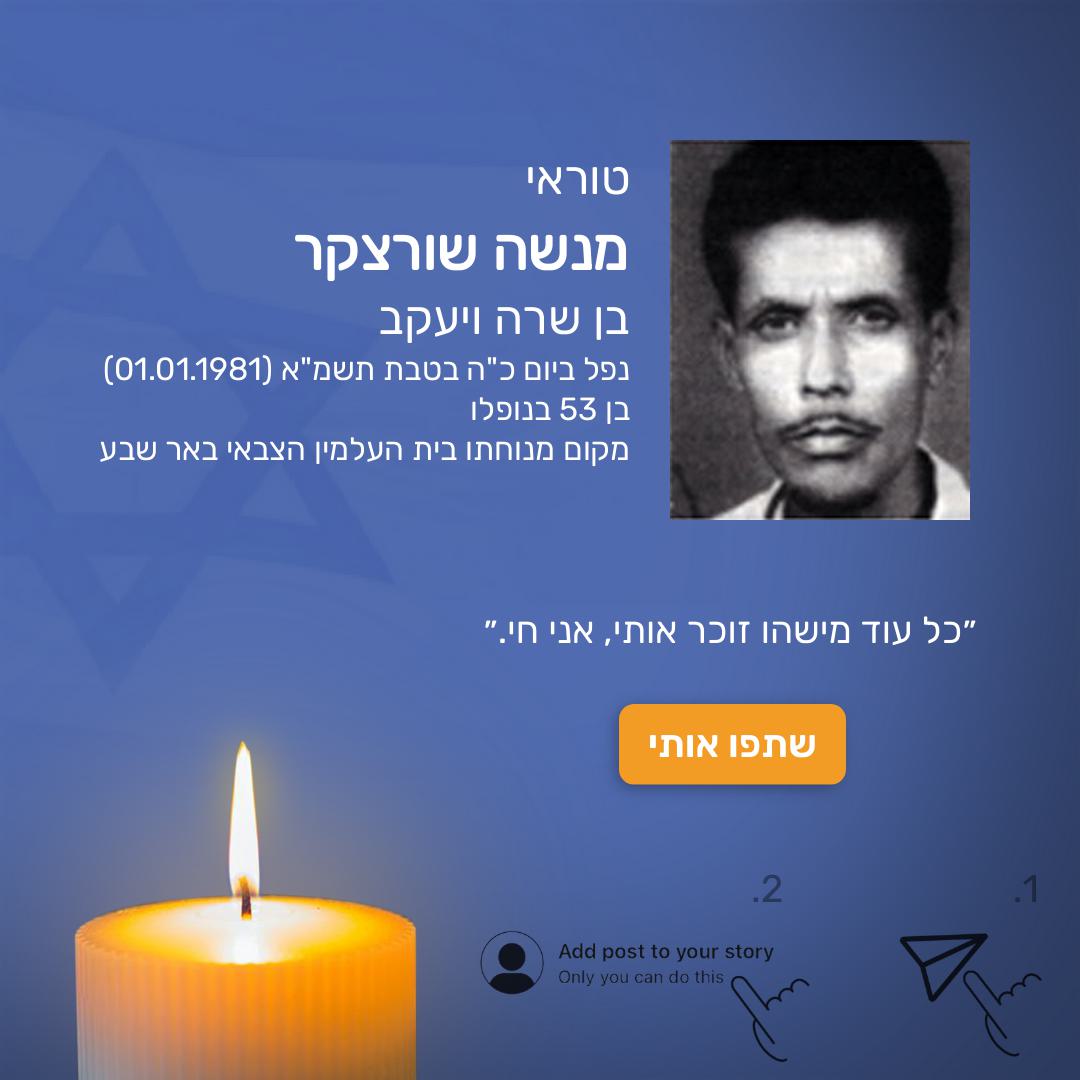 טוראי
מנשה שורצקר
בן שרה ויעקב
נפל ביום כ"ה בטבת תשמ"א (01.01.1981)
בן 53 בנופלו
מקום מנוחתו בית העלמין הצבאי באר שבע
״כל עוד מישהו זוכר אותי, אני חי.״
שתפו אותי
1.
2.
Add post to your story
Only you can do this